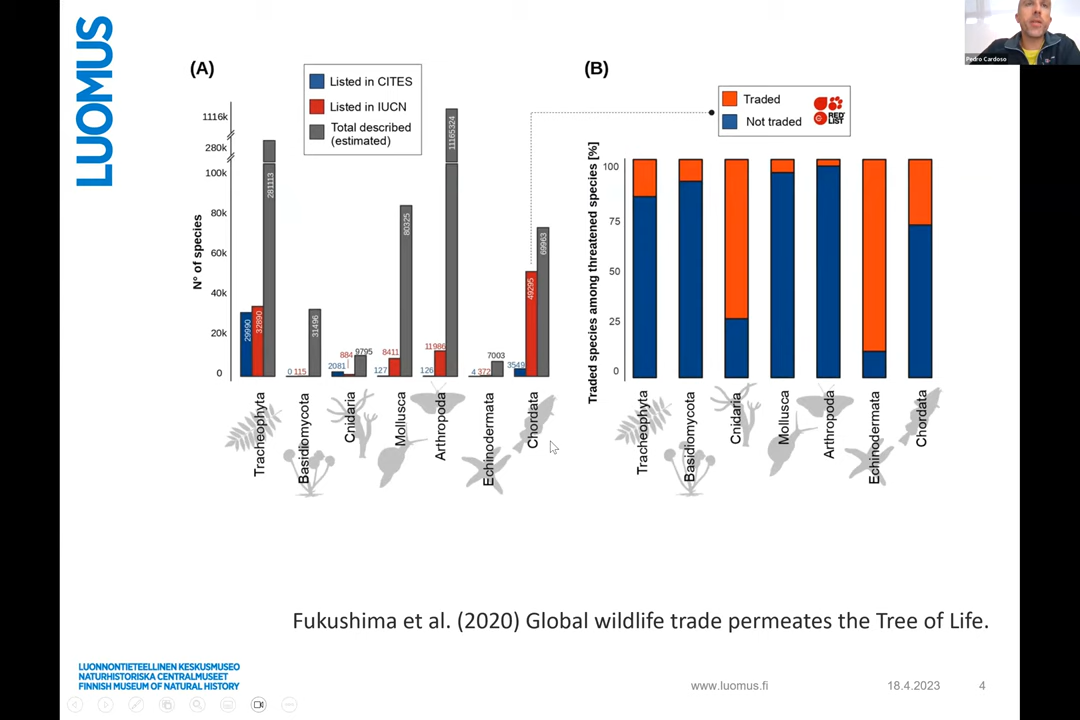 LUOMUS
Pedro Cardoso
(A)
Listed in CITES
Listed in IUCN
Total described
(estimated)
N° of species
1116k
280k
100k
80k
60k
40k
20k
0
29990
32890
281113
0
115
31496
2081
884
9795
127
8411
80325
126
11986
11165324
4
372
7003
3549
49295
69963
Tracheophyta
Basidiomycota
Cnidaria
Mollusca
Arthropoda
Echinodermata
Chordata
(B)
Traded
Not traded
RED
LIST
Traded species among threatened species [%]
100
75
50
25
0
Tracheophyta
Basidiomycota
Cnidaria
Mollusca
Arthropoda
Echinodermata
Chordata
Fukushima et al. (2020) Global wildlife trade permeates the Tree of Life.
LUONNONTIETEELLINEN KESKUSMUSEO
NATURHISTORISKA CENTRALMUSEET
FINNISH MUSEUM OF NATURAL HISTORY
www.luomus.fi
18.4.2023
4